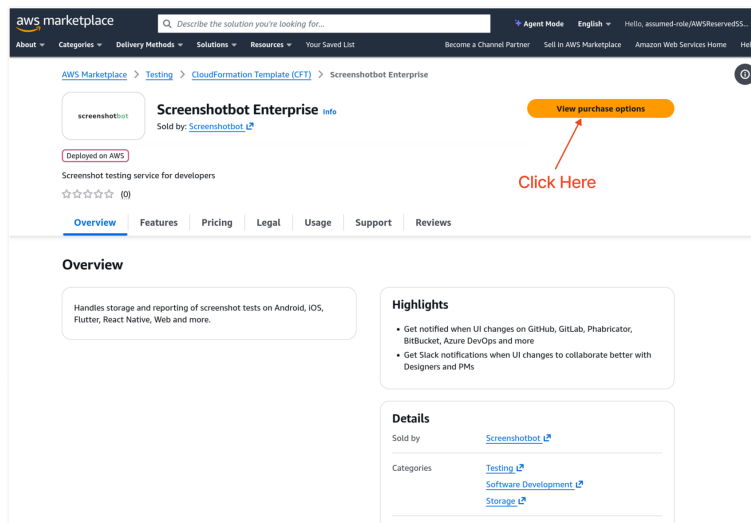 aws marketplace
Describe the solution you're looking for...
Agent Mode
English
Hello, assumed-role/AWSReservedSS...
About
Categories
Delivery Methods
Solutions
Resources
Your Saved List
Become a Channel Partner
Sell in AWS Marketplace
Amazon Web Services Home
Hel
AWS Marketplace > Testing > CloudFormation Template (CFT) > Screenshotbot Enterprise
screenshotbot
Screenshotbot Enterprise Info
Sold by: Screenshotbot
View purchase options
Deployed on AWS
Screenshot testing service for developers
(0)
Click Here
Overview
Features
Pricing
Legal
Usage
Support
Reviews
Overview
Handles storage and reporting of screenshot tests on Android, iOS,
Flutter, React Native, Web and more.
Highlights
• Get notified when UI changes on GitHub, GitLab, Phabricator,
BitBucket, Azure DevOps and more
• Get Slack notifications when UI changes to collaborate better with
Designers and PMs
Details
Sold by
Screenshotbot
Categories
Testing
Software Development
Storage